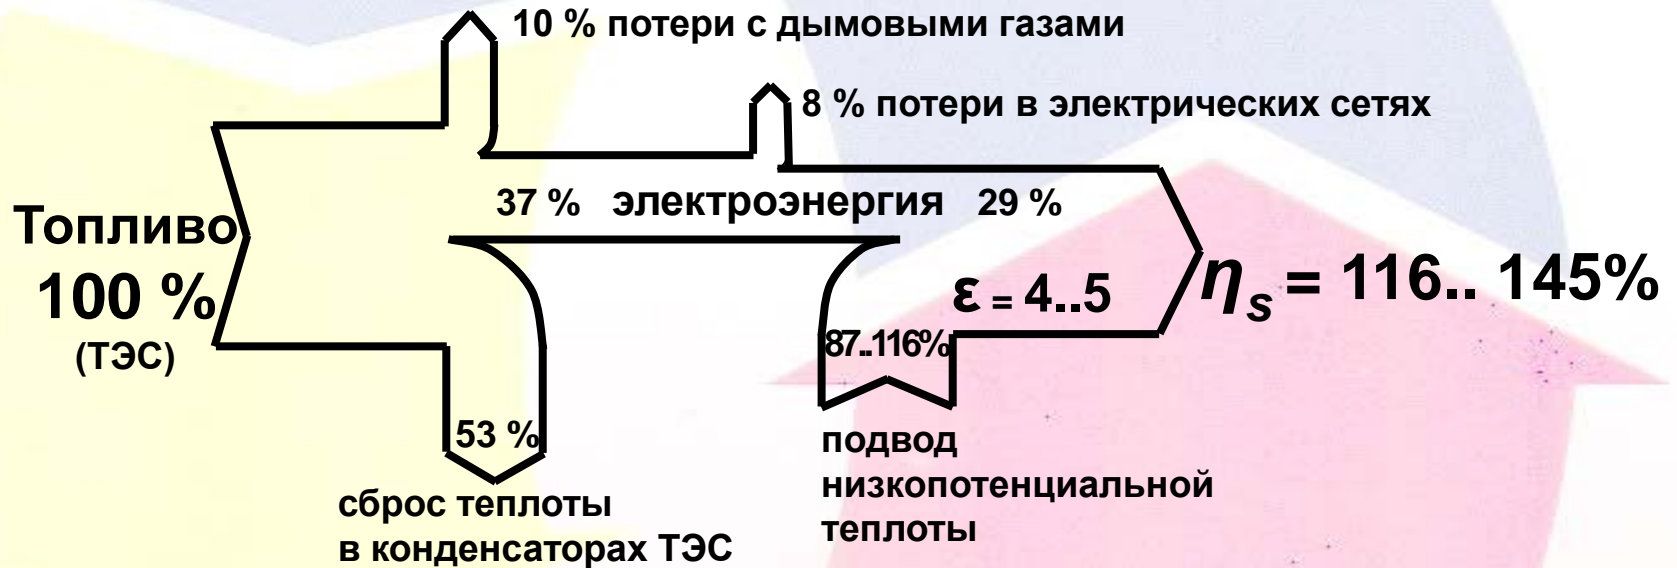 10 % потери с дымовыми газами
8 % потери в электрических сетях
37 % электроэнергия 29 %
Топливо
100 %
(ТЭС)
ε = 4..5
ηs = 116.. 145%
87..116%
53 %
сброс теплоты
в конденсаторах ТЭС
подвод
низкопотенциальной
теплоты